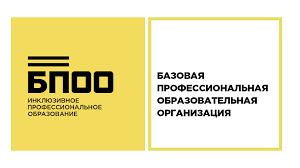 БПОО
ИНКЛЮЗИВНОЕ
ПРОФЕССИОНАЛЬНОЕ
ОБРАЗОВАНИЕ
БАЗОВАЯ
ПРОФЕССИОНАЛЬНАЯ
ОБРАЗОВАТЕЛЬНАЯ
ОРГАНИЗАЦИЯ